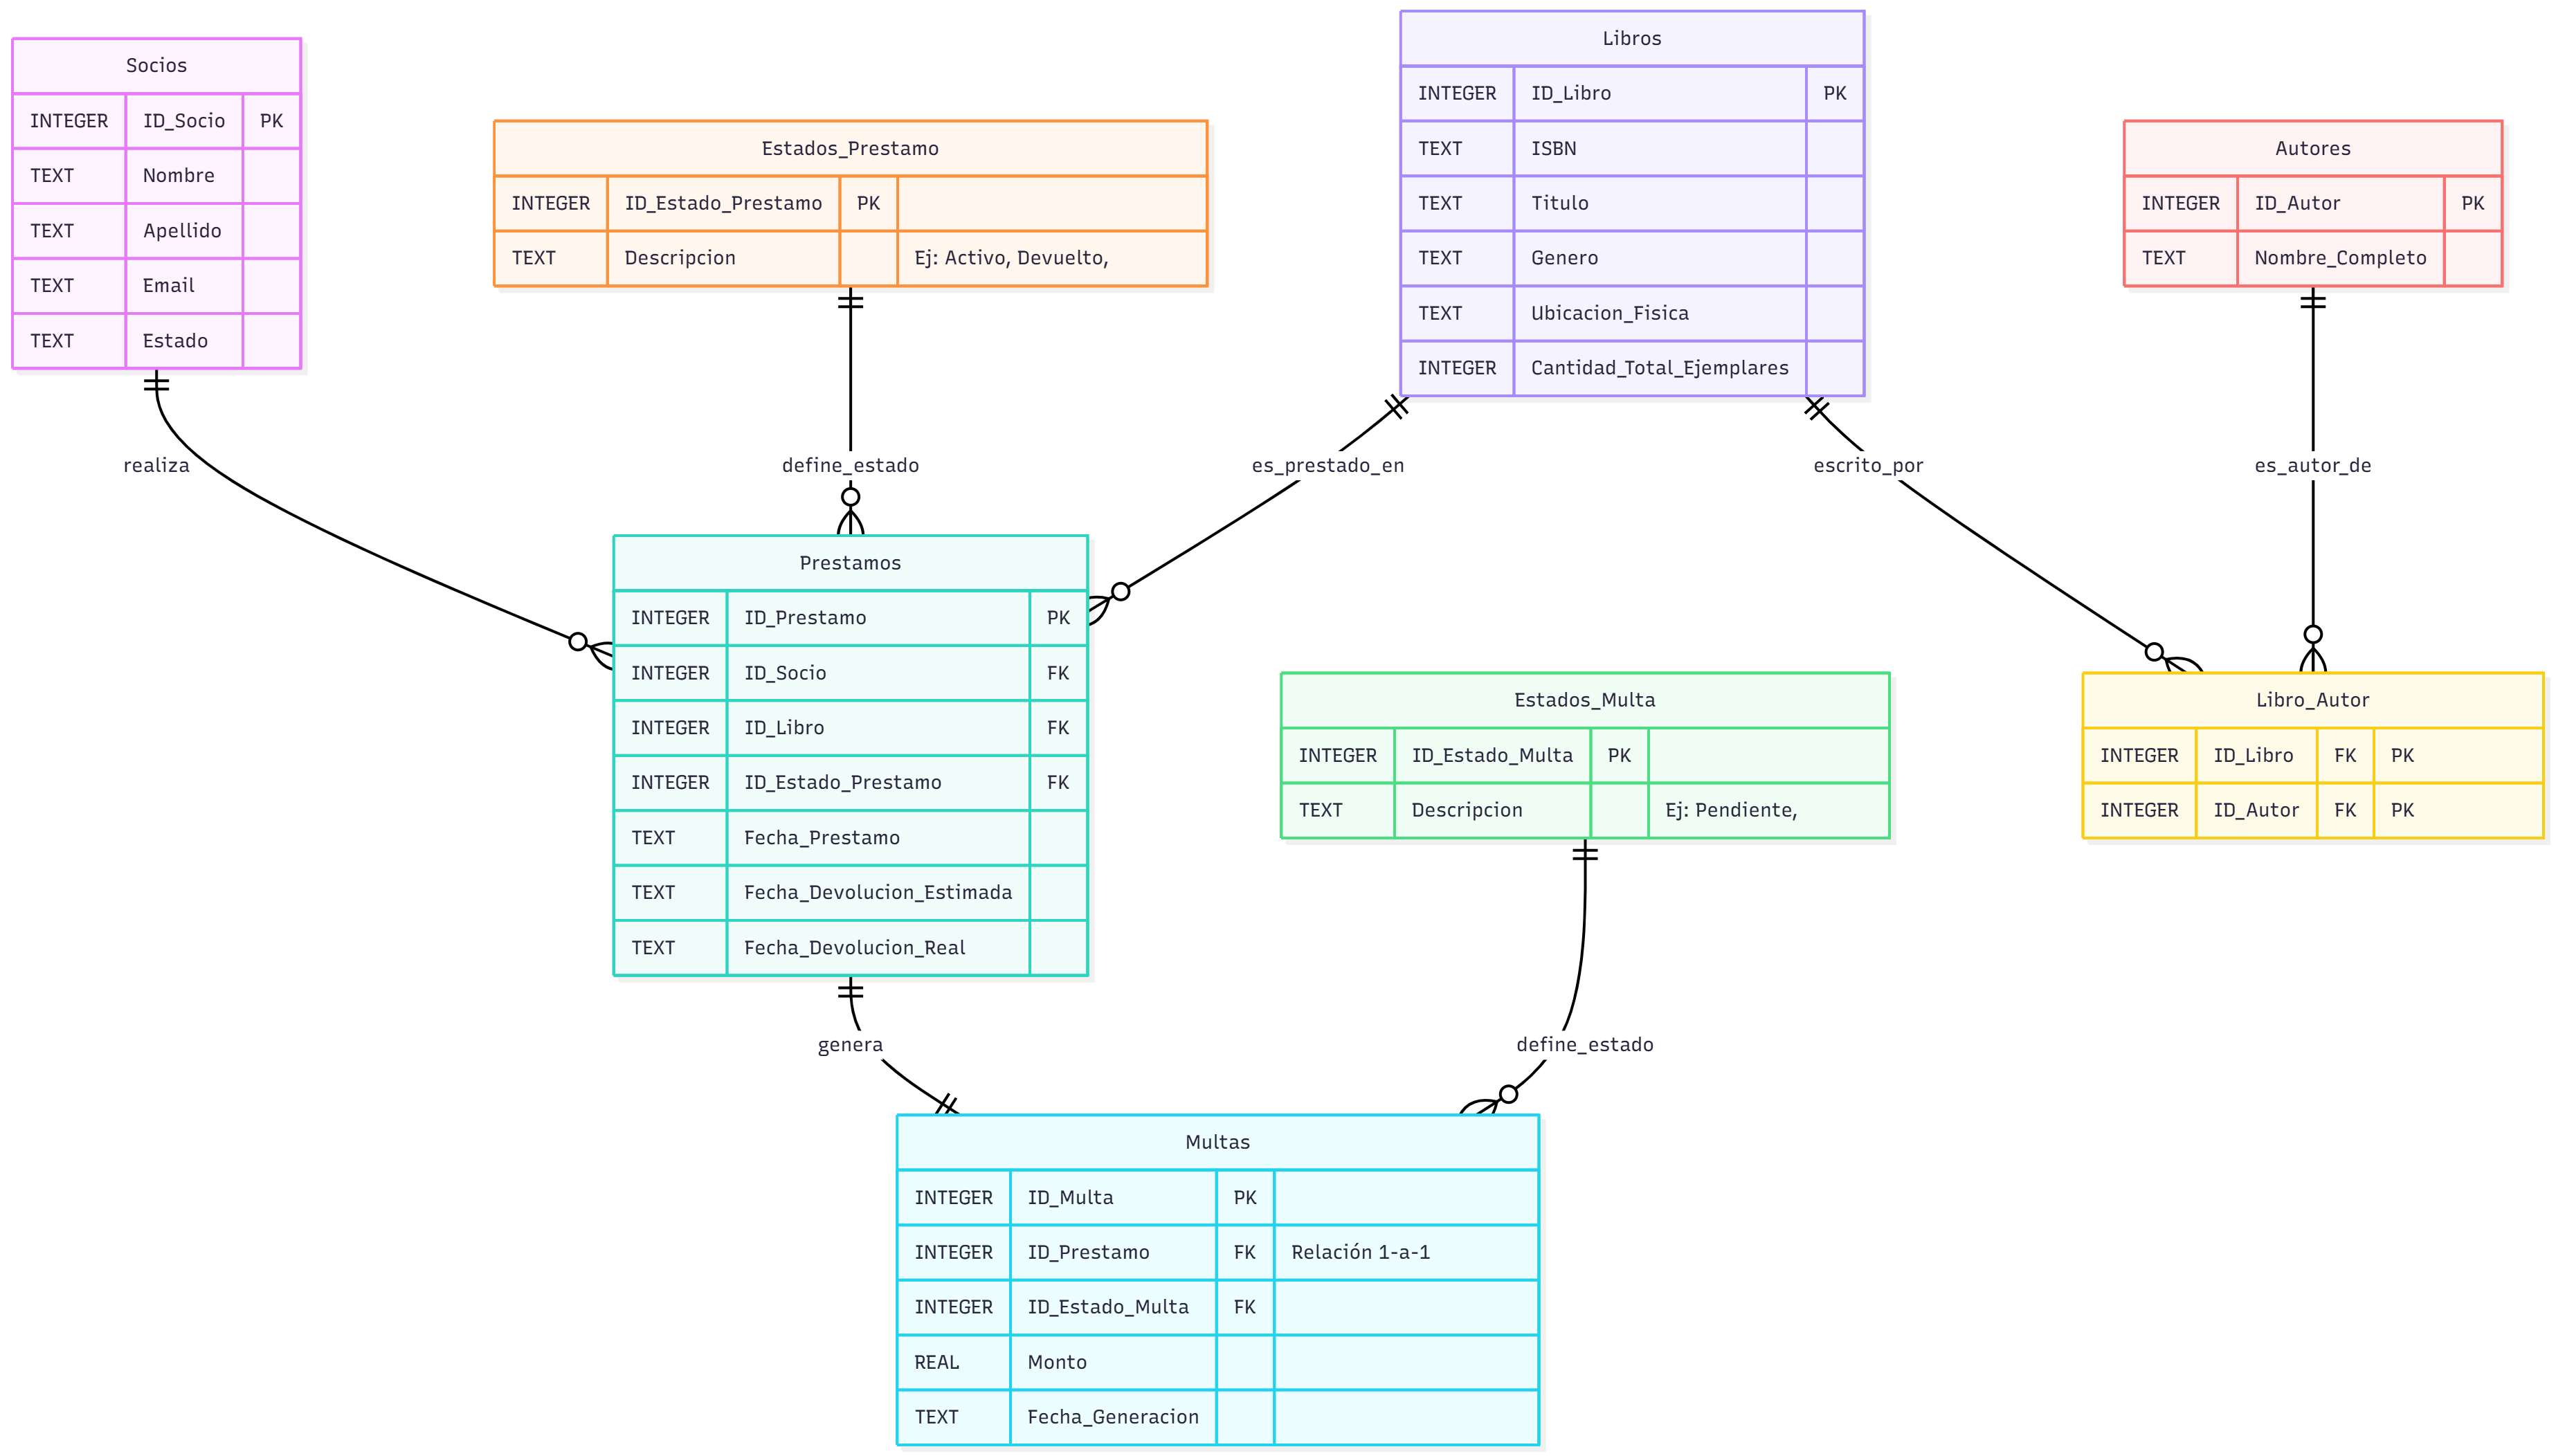 Socios
INTEGER ID_Socio PK
TEXT Nombre
TEXT Apellido
TEXT Email
TEXT Estado
Estados_Prestamo
INTEGER ID_Estado_Prestamo PK
TEXT Descripcion Ej: Activo, Devuelto,
Libros
INTEGER ID_Libro PK
TEXT ISBN
TEXT Titulo
TEXT Genero
TEXT Ubicacion_Fisica
INTEGER Cantidad_Total_Ejemplares
Autores
INTEGER ID_Autor PK
TEXT Nombre_Completo
realiza
define_estado
es_prestado_en
escrito_por
es_autor_de
Prestamos
INTEGER ID_Prestamo PK
INTEGER ID_Socio FK
INTEGER ID_Libro FK
INTEGER ID_Estado_Prestamo FK
TEXT Fecha_Prestamo
TEXT Fecha_Devolucion_Estimada
TEXT Fecha_Devolucion_Real
Estados_Multa
INTEGER ID_Estado_Multa PK
TEXT Descripcion Ej: Pendiente,
Libro_Autor
INTEGER ID_Libro FK PK
INTEGER ID_Autor FK PK
genera
define_estado
Multas
INTEGER ID_Multa PK
INTEGER ID_Prestamo FK Relación 1-a-1
INTEGER ID_Estado_Multa FK
REAL Monto
TEXT Fecha_Generacion